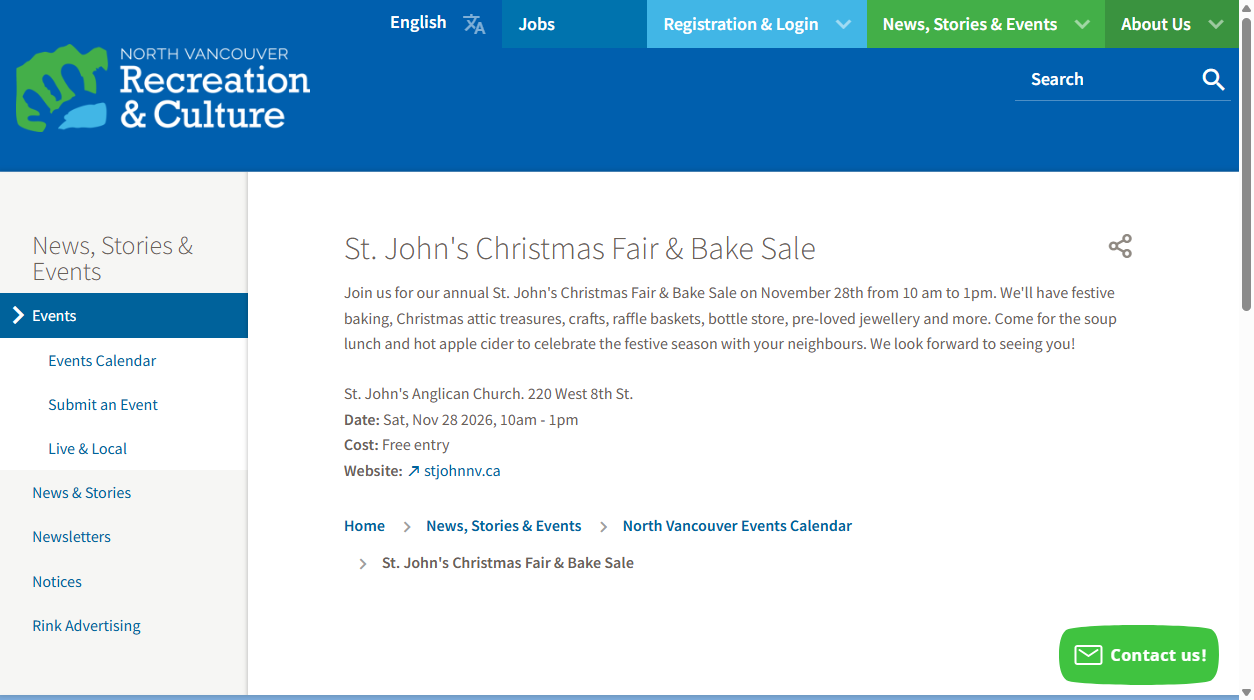 English
Jobs
Registration & Login
News, Stories & Events
About Us
NORTH VANCOUVER
Recreation
& Culture
Search
News, Stories &
Events
Events
Events Calendar
Submit an Event
Live & Local
News & Stories
Newsletters
Notices
Rink Advertising
St. John's Christmas Fair & Bake Sale
Join us for our annual St. John's Christmas Fair & Bake Sale on November 28th from 10 am to 1pm. We'll have festive
baking, Christmas attic treasures, crafts, raffle baskets, bottle store, pre-loved jewellery and more. Come for the soup
lunch and hot apple cider to celebrate the festive season with your neighbours. We look forward to seeing you!
St. John's Anglican Church. 220 West 8th St.
Date: Sat, Nov 28 2026, 10am - 1pm
Cost: Free entry
Website: stjohnnv.ca
Home > News, Stories & Events > North Vancouver Events Calendar
> St. John's Christmas Fair & Bake Sale
Contact us!